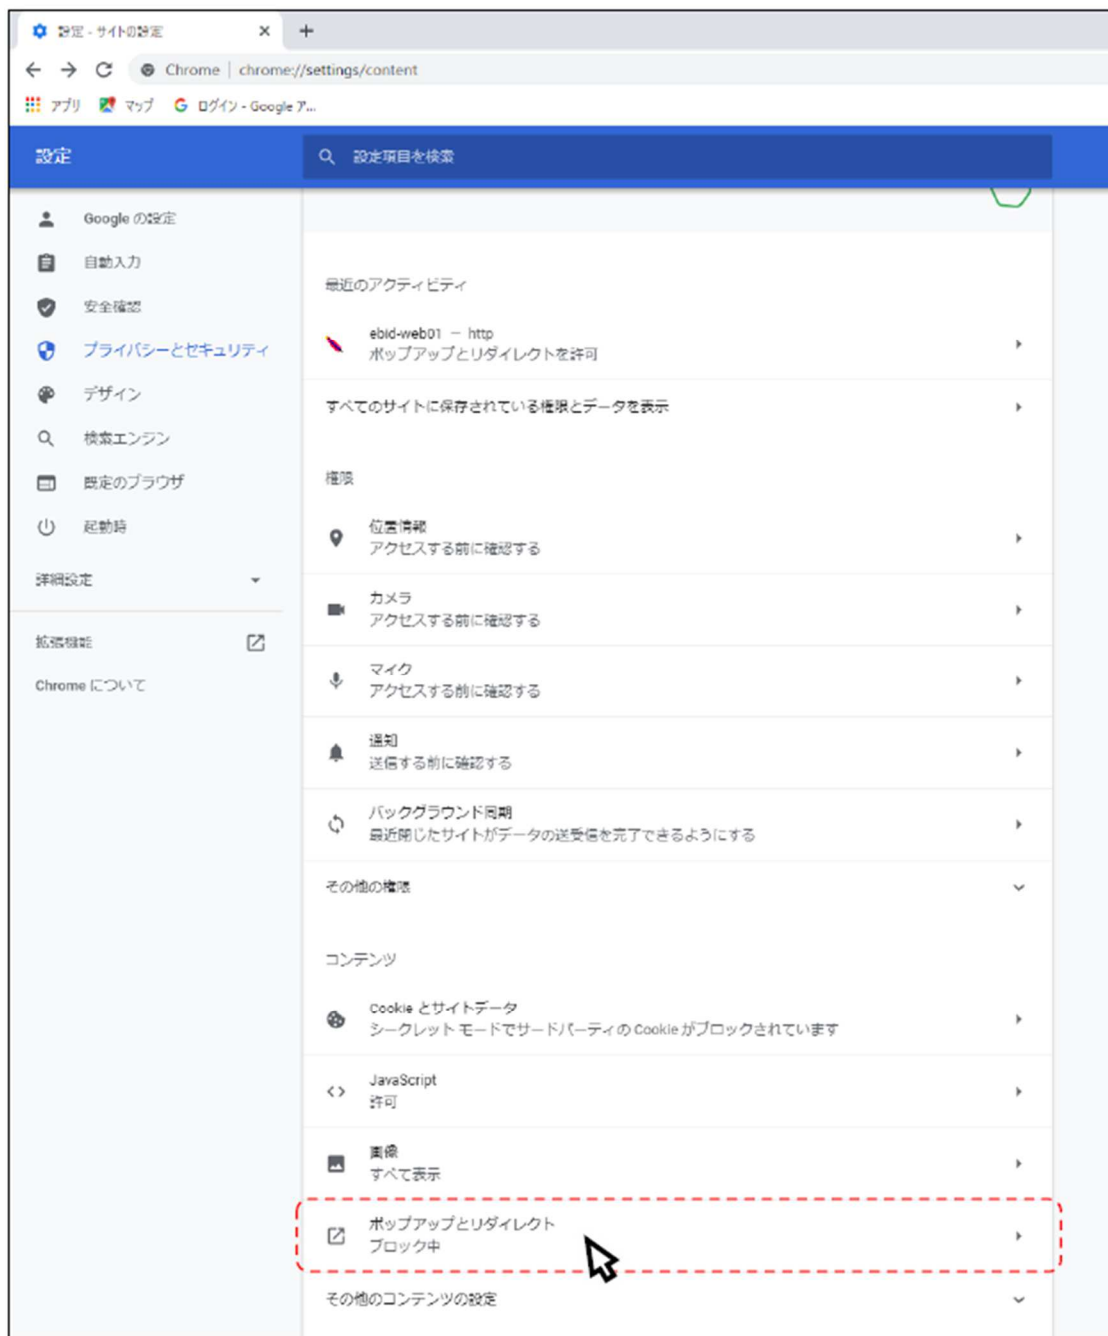 設定 - サイトの設定
Chrome | chrome://settings/content
アプリ マップ ログイン - Google ア...
設定
設定項目を検索
Google の設定
自動入力
安全確認
プライバシーとセキュリティ
デザイン
検索エンジン
既定のブラウザ
起動時
詳細設定
拡張機能
Chrome について
最近のアクティビティ
ebid-web01 － http
ポップアップとリダイレクトを許可
すべてのサイトに保存されている権限とデータを表示
権限
位置情報
アクセスする前に確認する
カメラ
アクセスする前に確認する
マイク
アクセスする前に確認する
通知
送信する前に確認する
バックグラウンド同期
最近閉じたサイトがデータの送受信を完了できるようにする
その他の権限
コンテンツ
Cookie とサイトデータ
シークレット モードでサードパーティの Cookie がブロックされています
JavaScript
許可
画像
すべて表示
ポップアップとリダイレクト
ブロック中
その他のコンテンツの設定